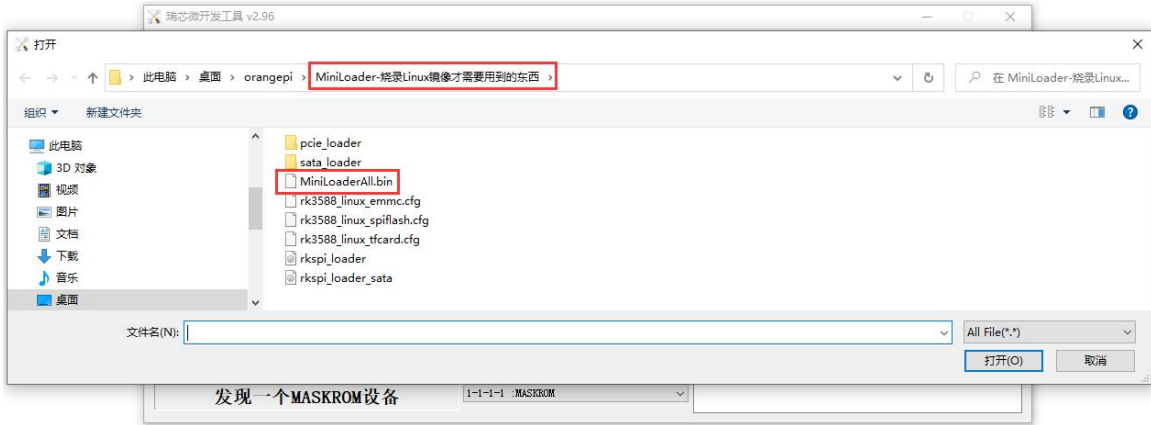 瑞芯微开发工具 v2.96
打开
此电脑 › 桌面 › orangepi › MiniLoader-烧录Linux镜像才需要用到的东西 ›
在 MiniLoader-烧录Linux...
组织 新建文件夹
此电脑
3D 对象
视频
图片
文档
下载
音乐
桌面
pcie_loader
sata_loader
MiniLoaderAll.bin
rk3588_linux_emmc.cfg
rk3588_linux_spiflash.cfg
rk3588_linux_tfcard.cfg
rkspi_loader
rkspi_loader_sata
文件名(N):
All File(*.*)
打开(O) 取消
发现一个MASKROM设备
1-1-1-1 :MASKROM